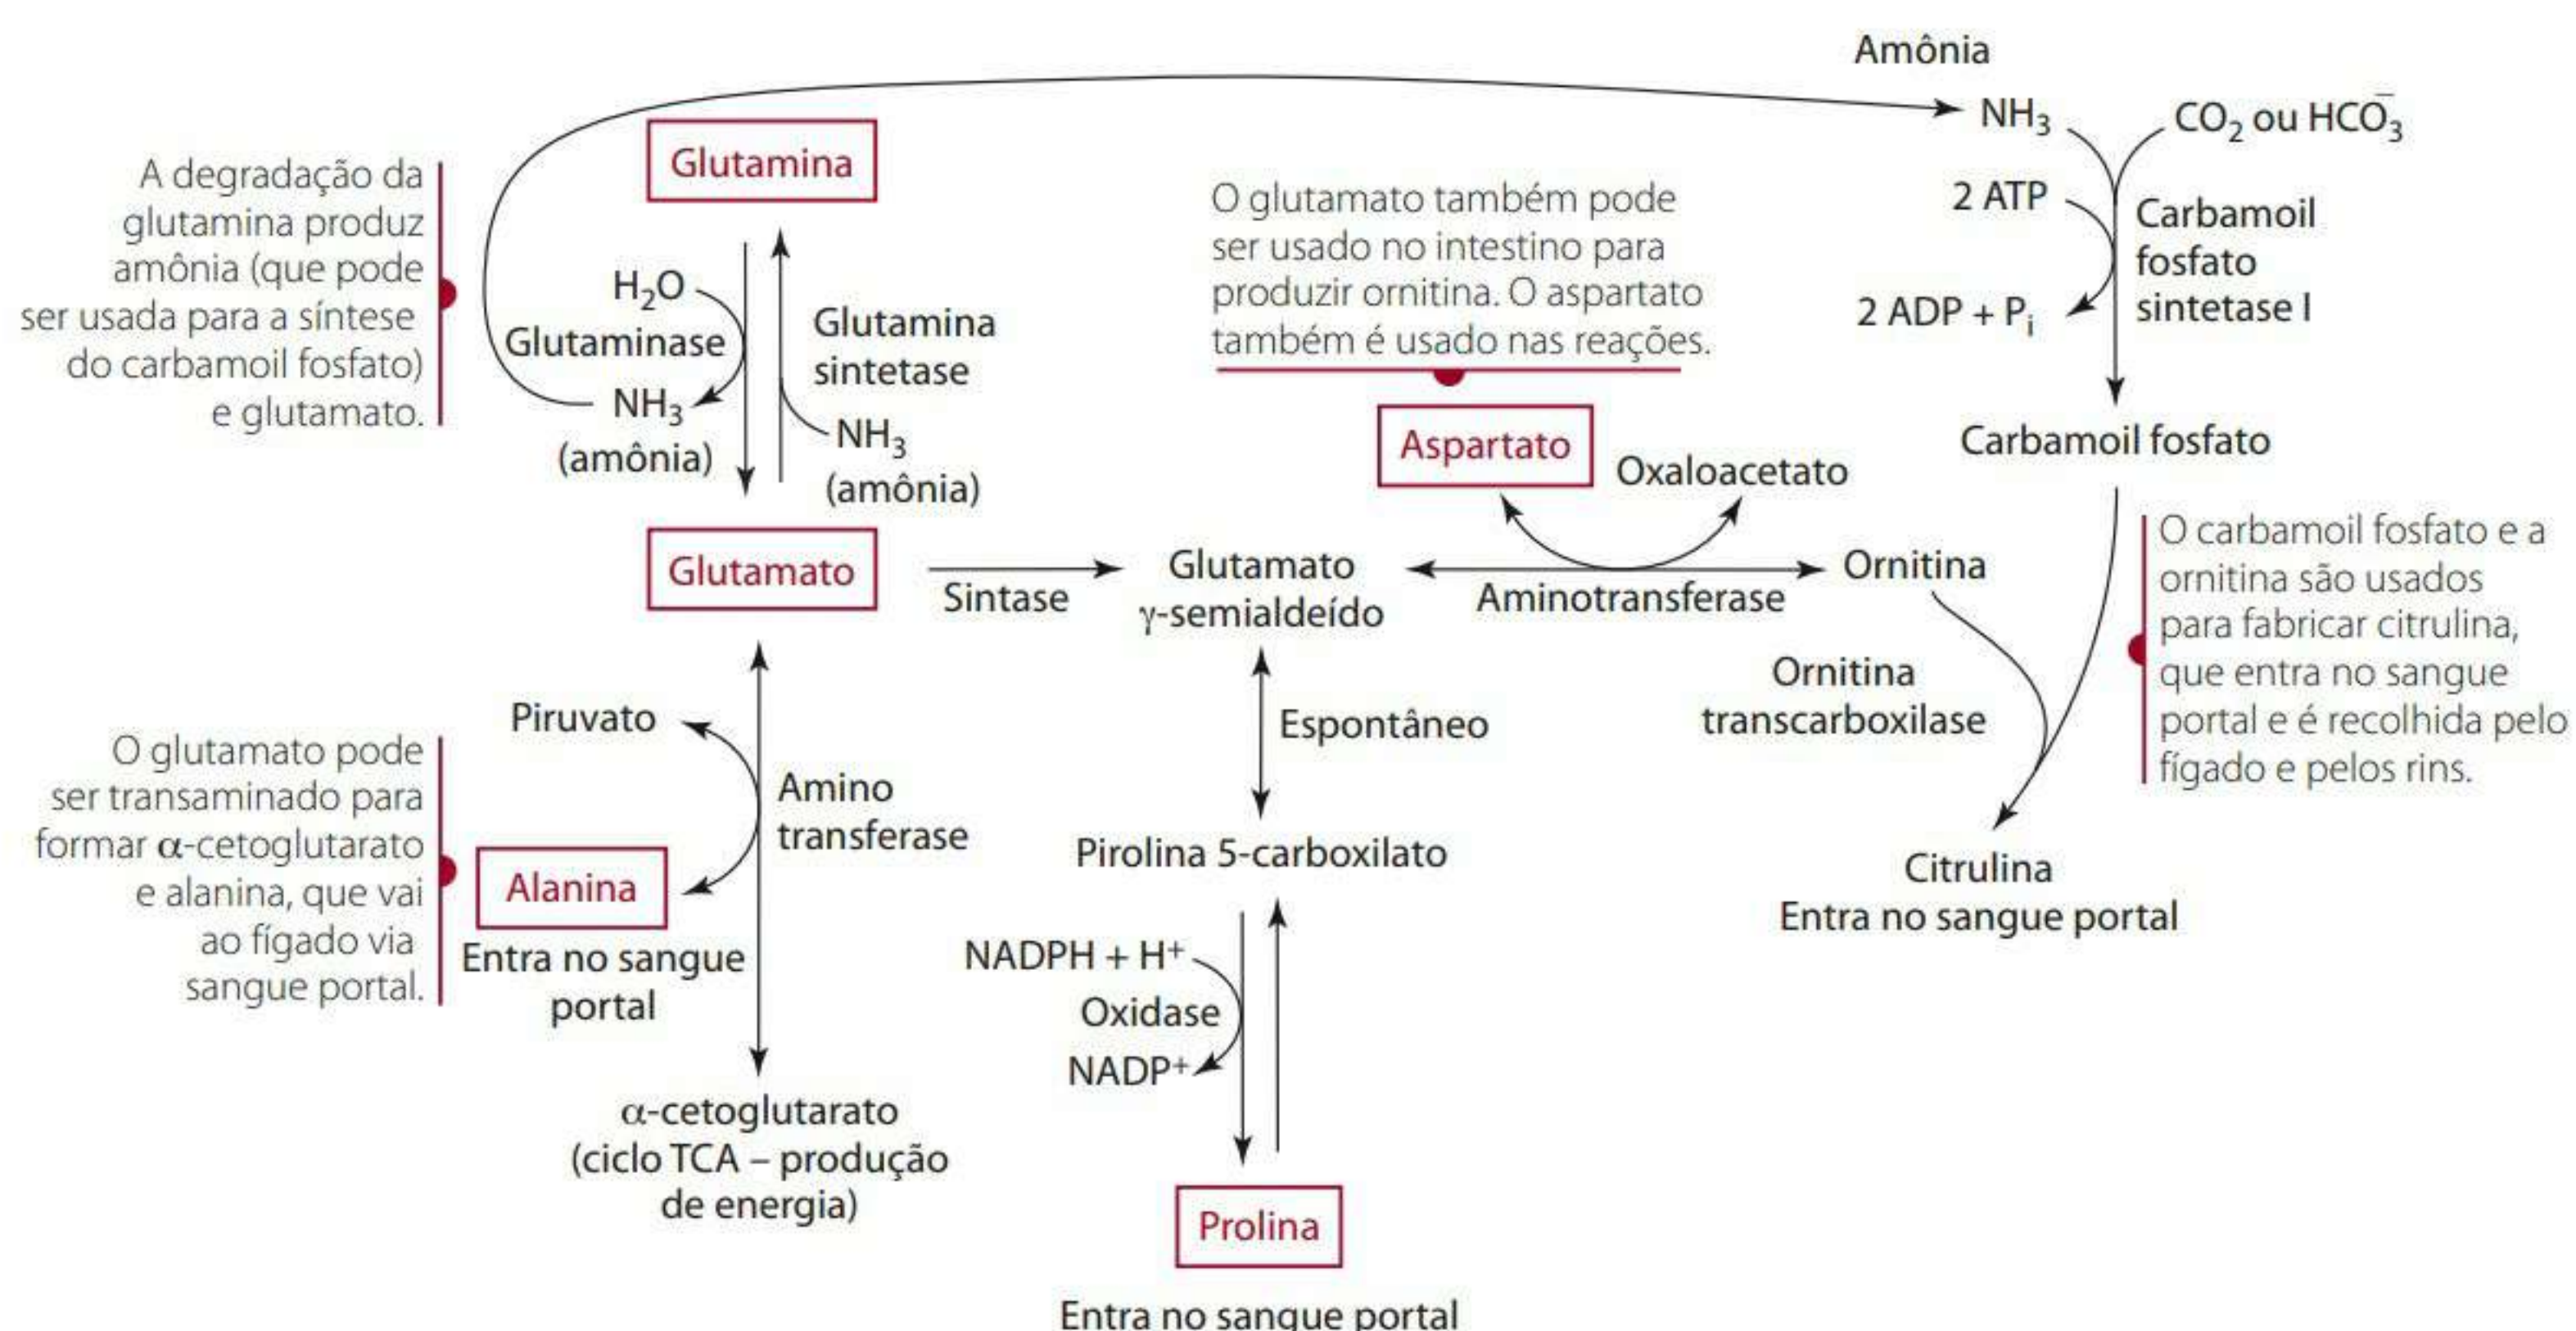 Amônia
NH₃
CO₂ ou HCO₃⁻
2 ATP
2 ADP + Pᵢ
Carbamoil
fosfato
sintetase I
Carbamoil fosfato
A degradação da
glutamina produz
amônia (que pode
ser usada para a síntese
do carbamoil fosfato)
e glutamato.
Glutamina
H₂O
Glutaminase
NH₃
(amônia)
Glutamina
sintetase
NH₃
(amônia)
O glutamato também pode
ser usado no intestino para
produzir ornitina. O aspartato
também é usado nas reações.
Aspartato
Oxaloacetato
Glutamato
Sintase
Glutamato
γ-semialdeído
Aminotransferase
Ornitina
O carbamoil fosfato e a
ornitina são usados
para fabricar citrulina,
que entra no sangue
portal e é recolhida pelo
fígado e pelos rins.
Ornitina
transcarboxilase
Citrulina
Entra no sangue portal
O glutamato pode
ser transaminado para
formar α-cetoglutarato
e alanina, que vai
ao fígado via
sangue portal.
Piruvato
Amino
transferase
Alanina
Entra no sangue
portal
α-cetoglutarato
(ciclo TCA – produção
de energia)
Espontâneo
Pirolina 5-carboxilato
NADPH + H⁺
Oxidase
NADP⁺
Prolina
Entra no sangue portal